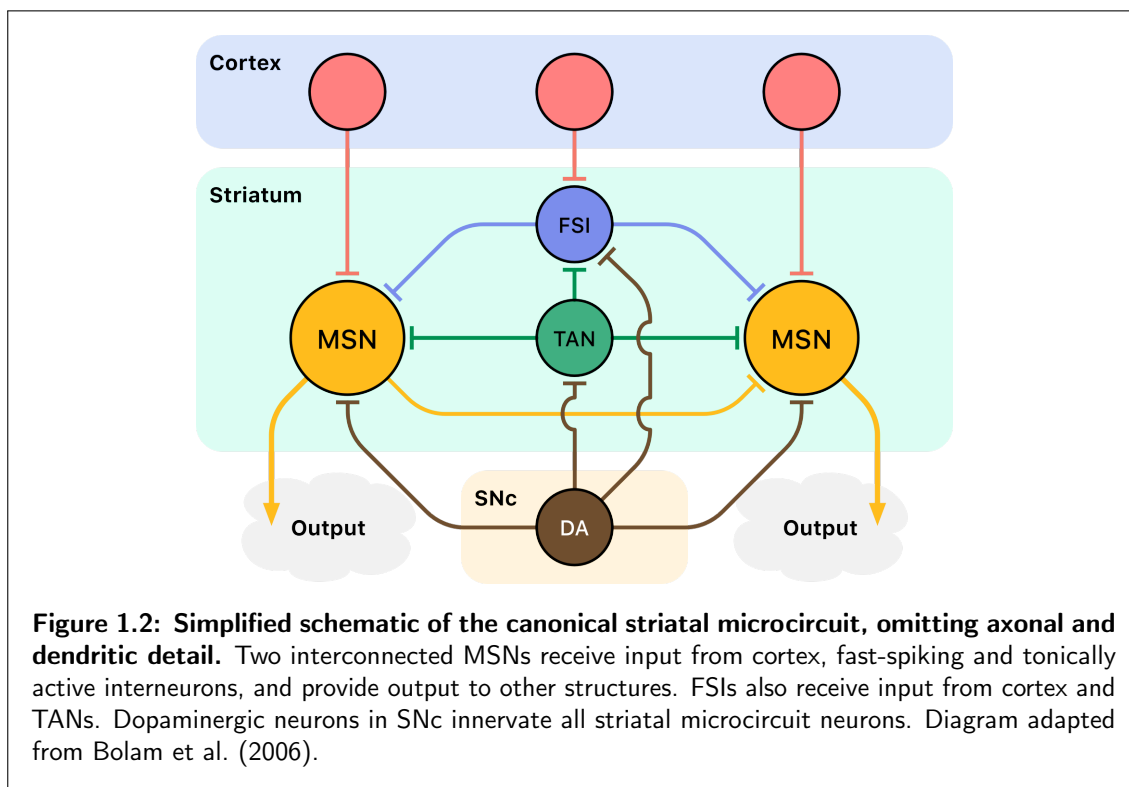 Cortex
Striatum
FSI
MSN
TAN
MSN
SNc
DA
Output
Output
Figure 1.2: Simplified schematic of the canonical striatal microcircuit, omitting axonal and
dendritic detail. Two interconnected MSNs receive input from cortex, fast-spiking and tonically
active interneurons, and provide output to other structures. FSIs also receive input from cortex and
TANs. Dopaminergic neurons in SNc innervate all striatal microcircuit neurons. Diagram adapted
from Bolam et al. (2006).